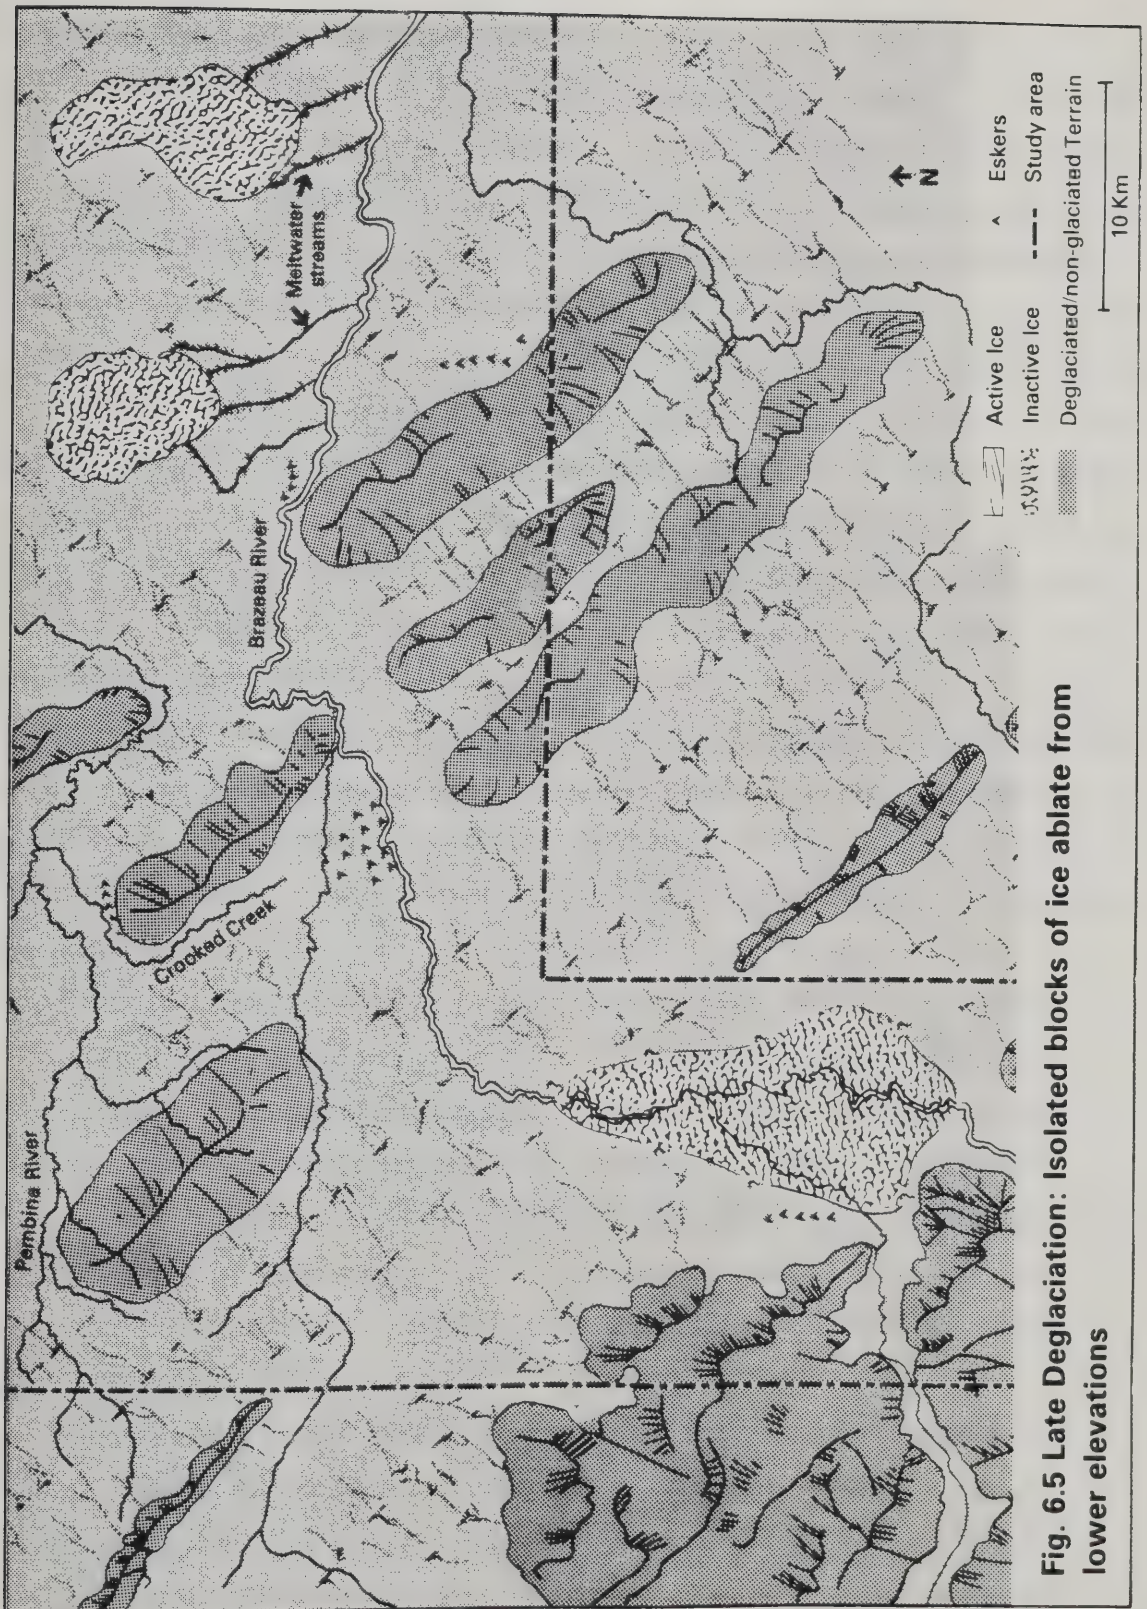 Pembina River
Crooked Creek
Brazeau River
Meltwater
streams
N
Active Ice
Eskers
Inactive Ice
Study area
Deglaciated/non-glaciated Terrain
10 Km
Fig. 6.5 Late Deglaciation: Isolated blocks of ice ablate from
lower elevations